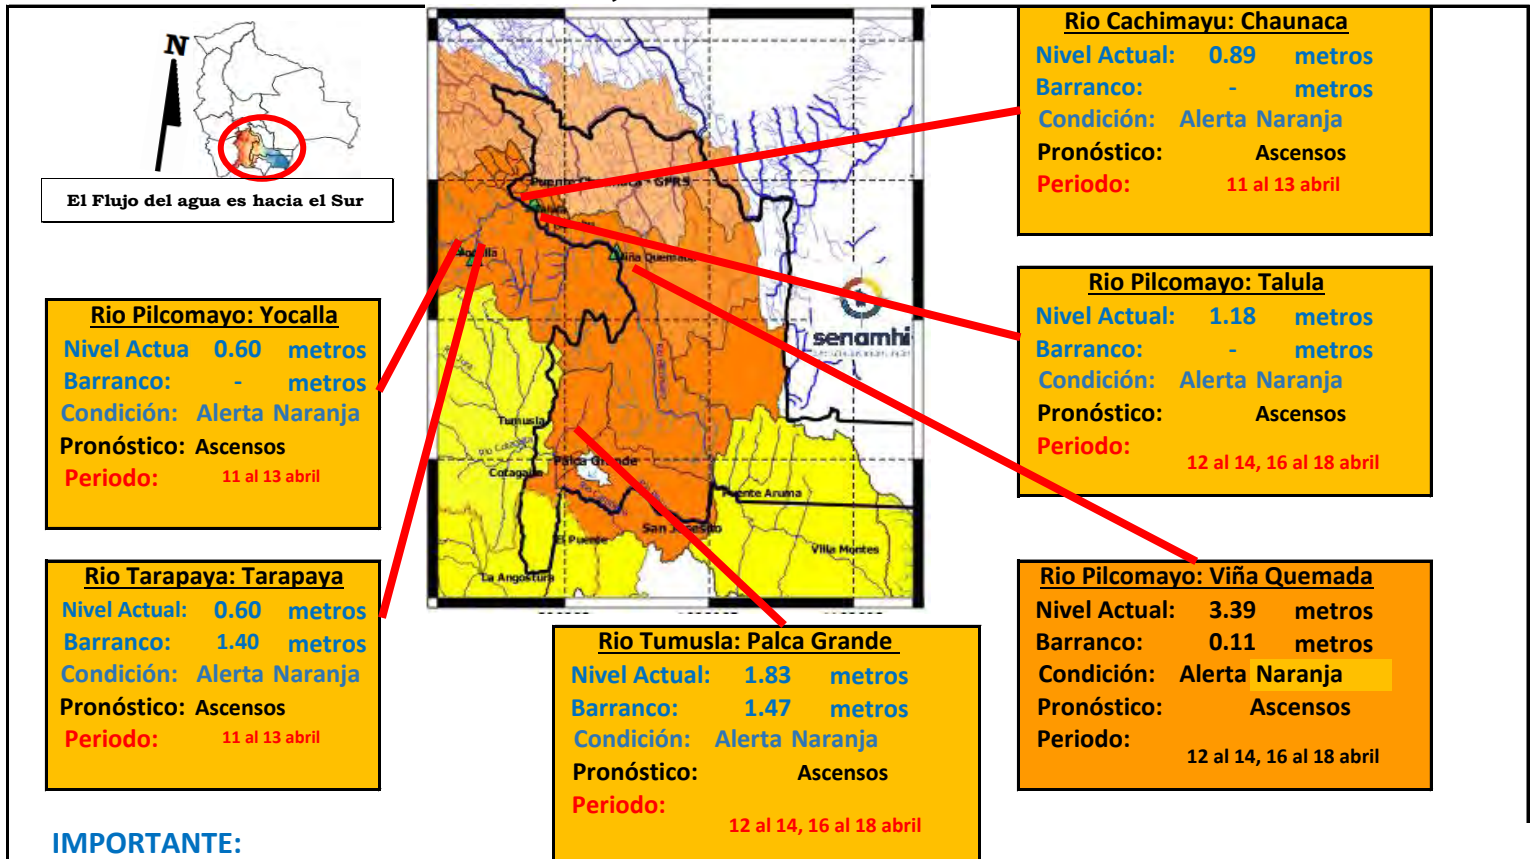 N
El Flujo del agua es hacia el Sur
Rio Cachimayu: Chaunaca
Nivel Actual: 0.89 metros
Barranco: - metros
Condición: Alerta Naranja
Pronóstico: Ascensos
Periodo: 11 al 13 abril
Rio Pilcomayo: Talula
Nivel Actual: 1.18 metros
Barranco: - metros
Condición: Alerta Naranja
Pronóstico: Ascensos
Periodo:
12 al 14, 16 al 18 abril
Rio Pilcomayo: Yocalla
Nivel Actua 0.60 metros
Barranco: - metros
Condición: Alerta Naranja
Pronóstico: Ascensos
Periodo: 11 al 13 abril
Rio Tarapaya: Tarapaya
Nivel Actual: 0.60 metros
Barranco: 1.40 metros
Condición: Alerta Naranja
Pronóstico: Ascensos
Periodo: 11 al 13 abril
Rio Tumusla: Palca Grande
Nivel Actual: 1.83 metros
Barranco: 1.47 metros
Condición: Alerta Naranja
Pronóstico: Ascensos
Periodo:
12 al 14, 16 al 18 abril
Rio Pilcomayo: Viña Quemada
Nivel Actual: 3.39 metros
Barranco: 0.11 metros
Condición: Alerta Naranja
Pronóstico: Ascensos
Periodo:
12 al 14, 16 al 18 abril
Puente - GPRS
Viña Quemada
senamhi
Tumusla
Palca Grande
Cotagaita
Puente Aruma
San Josesito
El Puente
Villa Montes
La Angostura
IMPORTANTE: